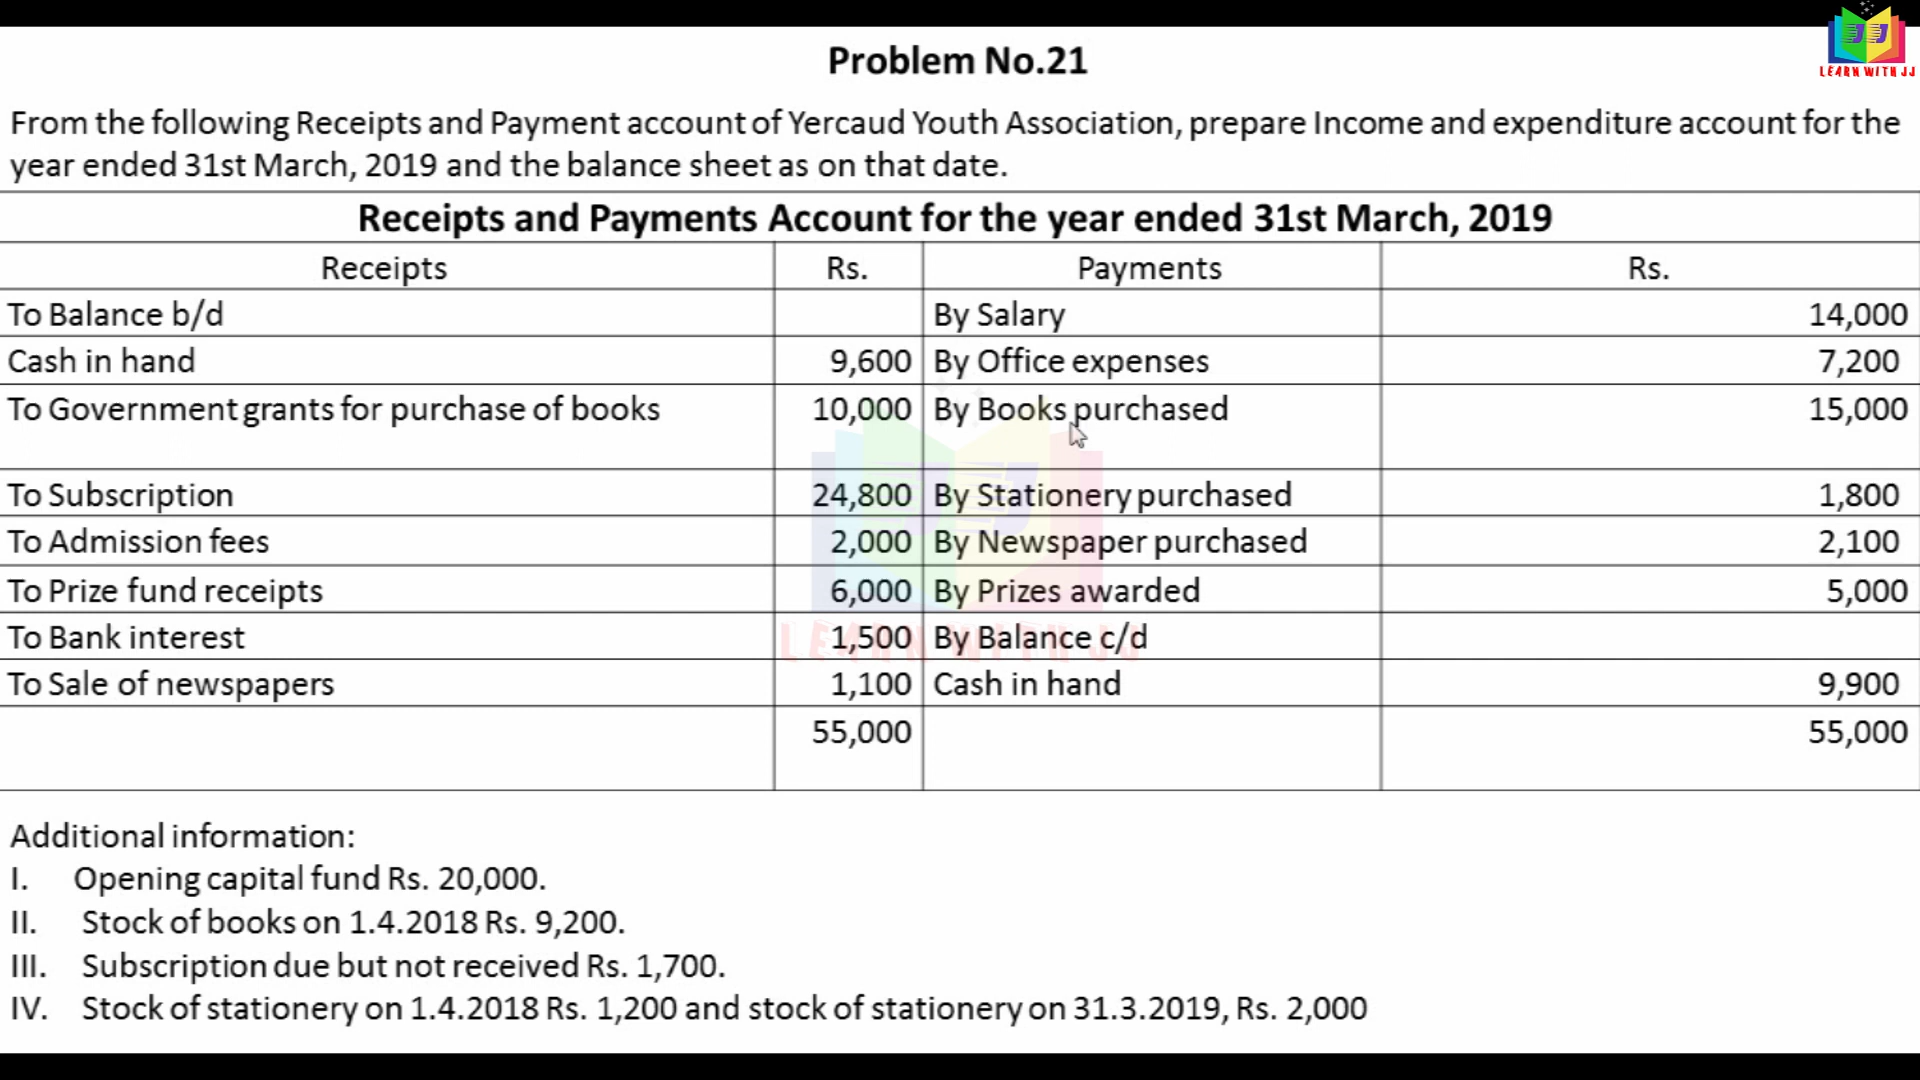 LEARN WITH JJ
Problem No.21
From the following Receipts and Payment account of Yercaud Youth Association, prepare Income and expenditure account for the
year ended 31st March, 2019 and the balance sheet as on that date.
Receipts and Payments Account for the year ended 31st March, 2019
Receipts Rs. Payments Rs.
To Balance b/d By Salary 14,000
Cash in hand 9,600 By Office expenses 7,200
To Government grants for purchase of books 10,000 By Books purchased 15,000
To Subscription 24,800 By Stationery purchased 1,800
To Admission fees 2,000 By Newspaper purchased 2,100
To Prize fund receipts 6,000 By Prizes awarded 5,000
To Bank interest 1,500 By Balance c/d
To Sale of newspapers 1,100 Cash in hand 9,900
55,000 55,000
LEARN WITH JJ
Additional information:
I. Opening capital fund Rs. 20,000.
II. Stock of books on 1.4.2018 Rs. 9,200.
III. Subscription due but not received Rs. 1,700.
IV. Stock of stationery on 1.4.2018 Rs. 1,200 and stock of stationery on 31.3.2019, Rs. 2,000